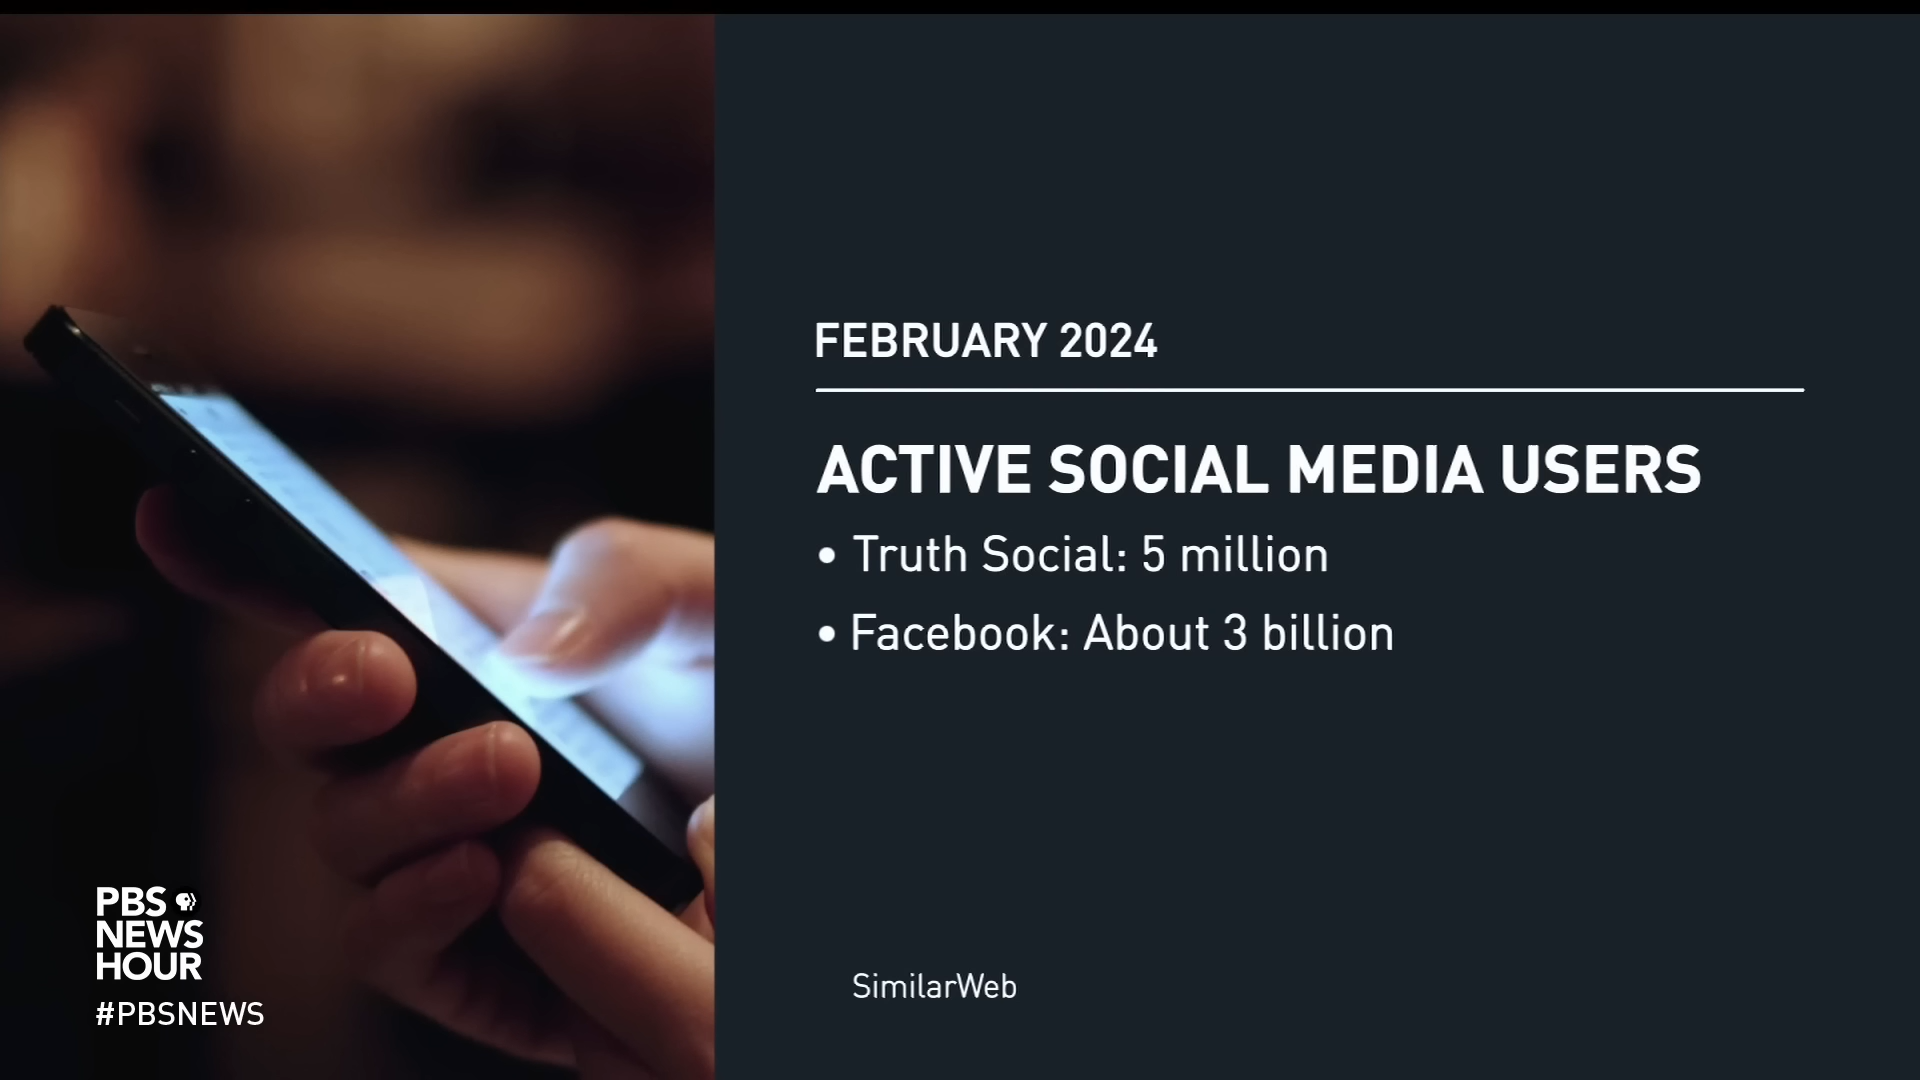 FEBRUARY 2024
ACTIVE SOCIAL MEDIA USERS
• Truth Social: 5 million
• Facebook: About 3 billion
SimilarWeb
PBS
NEWS
HOUR
#PBSNEWS